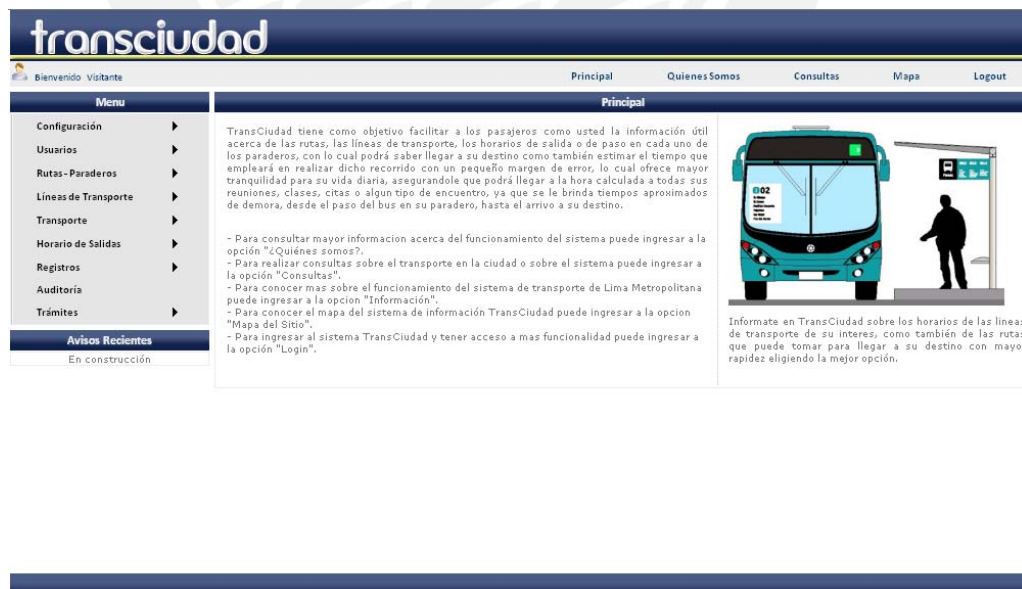 transciudad
Bienvenido Visitante
Principal Quienes Somos Consultas Mapa Logout
Menu
Configuración
Usuarios
Rutas - Paraderos
Líneas de Transporte
Transporte
Horario de Salidas
Registros
Auditoría
Trámites
Avisos Recientes
En construcción
Principal
TransCiudad tiene como objetivo facilitar a los pasajeros como usted la información útil
acerca de las rutas, las líneas de transporte, los horarios de salida o de paso en cada uno de
los paraderos, con lo cual podrá saber llegar a su destino como también estimar el tiempo que
empleará en realizar dicho recorrido con un pequeño margen de error, lo cual ofrece mayor
tranquilidad para su vida diaria, asegurandole que podrá llegar a la hora calculada a todas sus
reuniones, clases, citas o algun tipo de encuentro, ya que se le brinda tiempos aproximados
de demora, desde el paso del bus en su paradero, hasta el arrivo a su destino.
- Para consultar mayor informacion acerca del funcionamiento del sistema puede ingresar a la
opción "¿Quiénes somos?.
- Para realizar consultas sobre el transporte en la ciudad o sobre el sistema puede ingresar a
la opción "Consultas".
- Para conocer mas sobre el funcionamiento del sistema de transporte de Lima Metropolitana
puede ingresar a la opcion "Información".
- Para conocer el mapa del sistema de información TransCiudad puede ingresar a la opcion
"Mapa del Sitio".
- Para ingresar al sistema TransCiudad y tener acceso a mas funcionalidad puede ingresar a
la opción "Login".
02
Informate en TransCiudad sobre los horarios de las lineas
de transporte de su interes, como también de las rutas
que puede tomar para llegar a su destino con mayo
rapidez eligiendo la mejor opción.